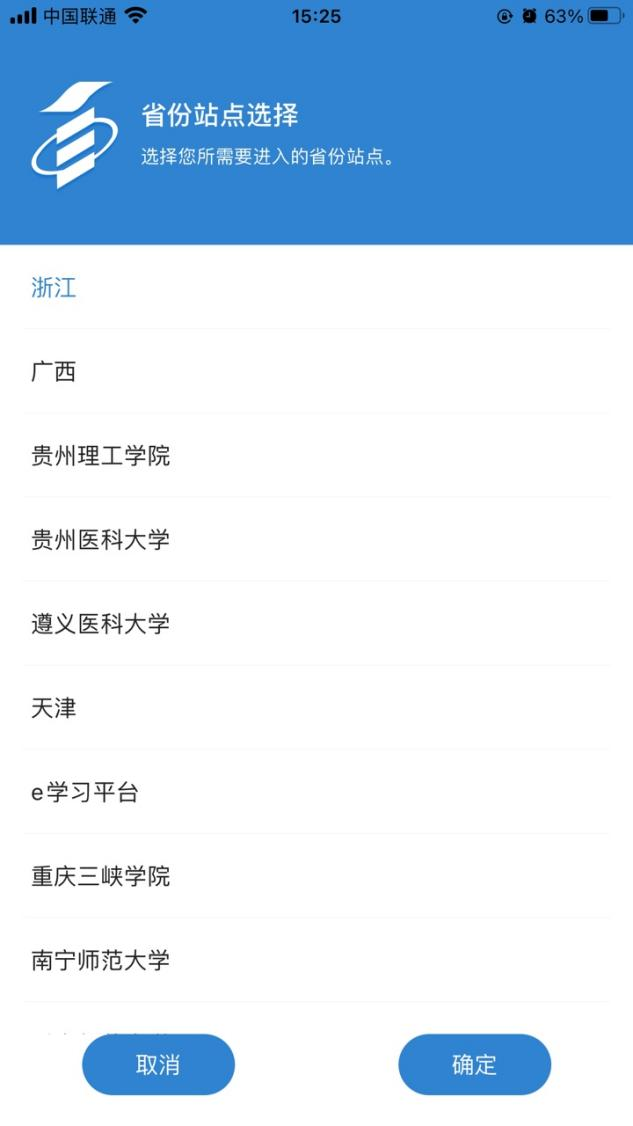 中国联通
15:25
63%
省份站点选择
选择您所需要进入的省份站点。
浙江
广西
贵州理工学院
贵州医科大学
遵义医科大学
天津
e学习平台
重庆三峡学院
南宁师范大学
取消
确定